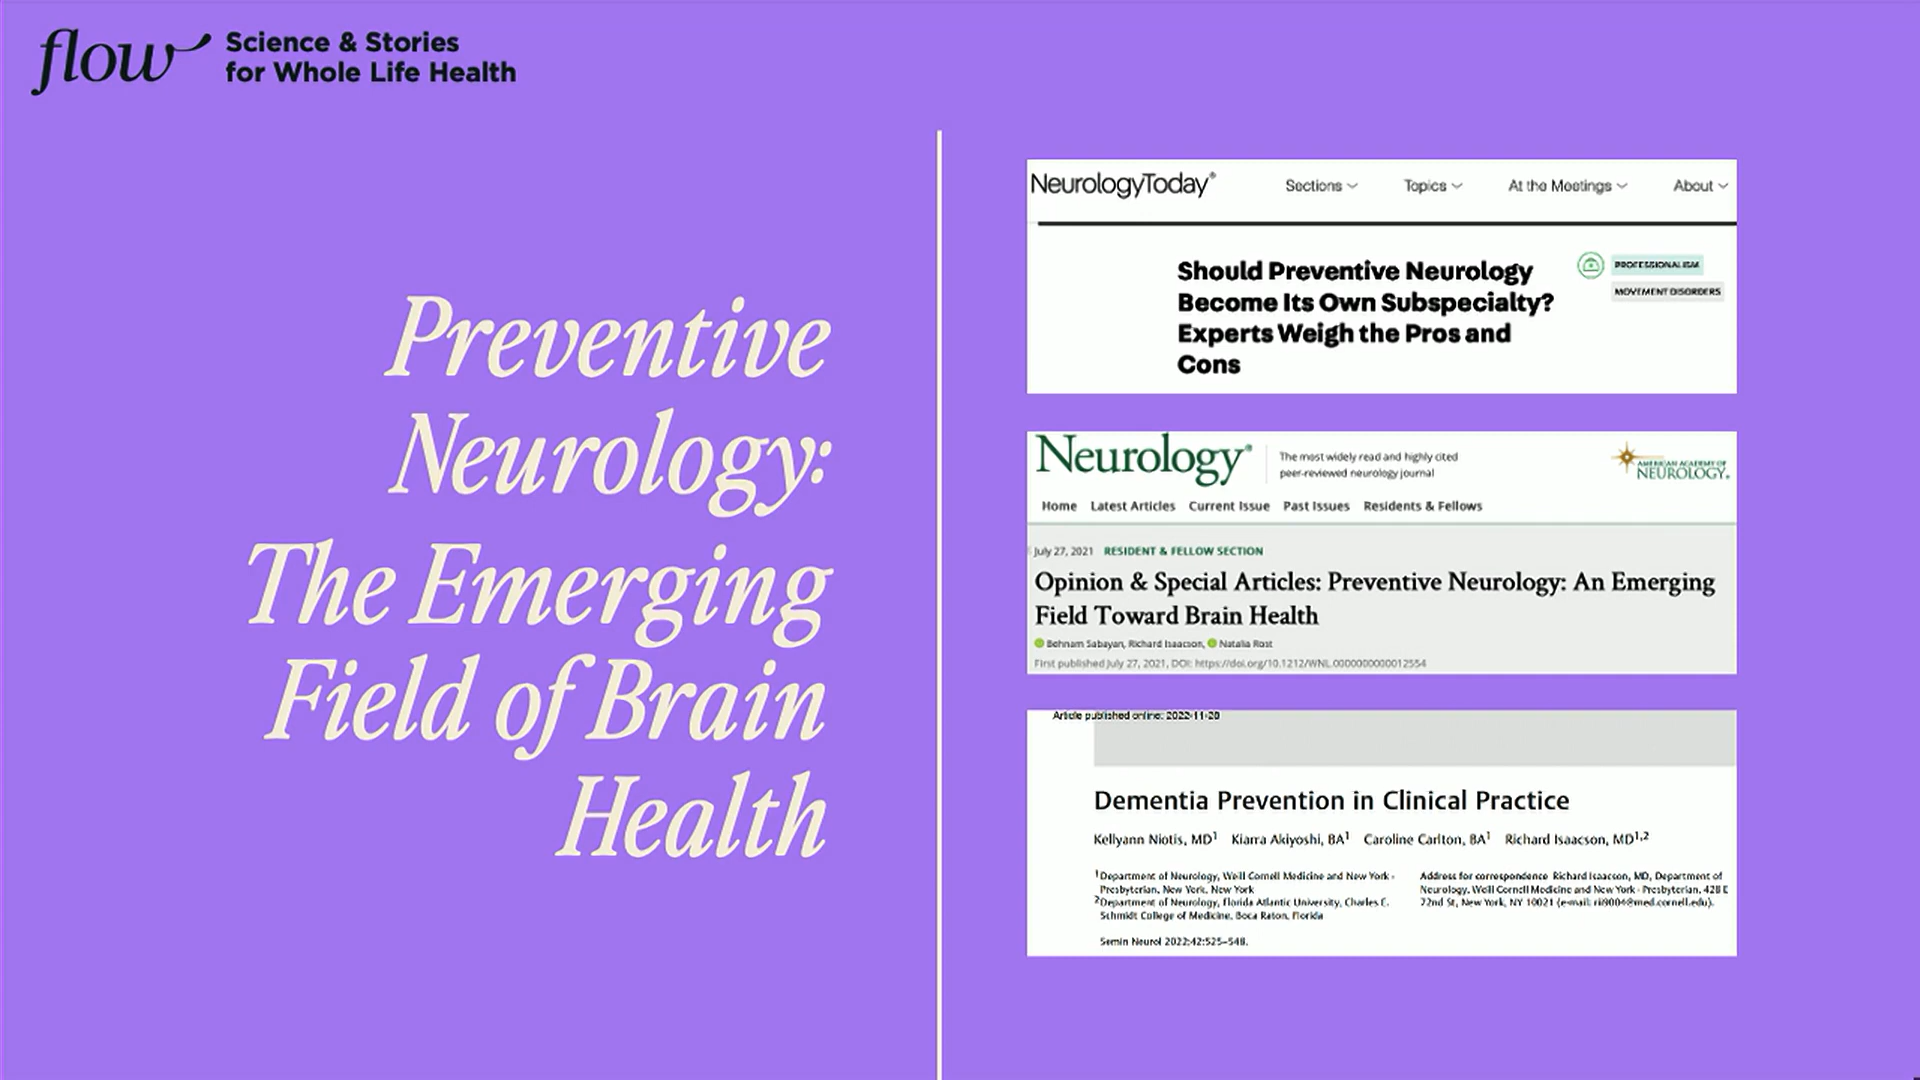 flow
Science & Stories
for Whole Life Health
Preventive
Neurology:
The Emerging
Field of Brain
Health
NeurologyToday®
Sections
Topics
At the Meetings
About
Should Preventive Neurology
Become Its Own Subspecialty?
Experts Weigh the Pros and
Cons
PROFESSIONALISM
MOVEMENT DISORDERS
Neurology®
The most widely read and highly cited
peer-reviewed neurology journal
AMERICAN ACADEMY OF
NEUROLOGY®
Home Latest Articles Current Issue Past Issues Residents & Fellows
July 27, 2021 RESIDENT & FELLOW SECTION
Opinion & Special Articles: Preventive Neurology: An Emerging
Field Toward Brain Health
Behnam Sabayan, Richard Isaacson, Natalia Rost
First published July 27, 2021, DOI: https://doi.org/10.1212/WNL.0000000000012554
Article published online: 2022-11-28
Dementia Prevention in Clinical Practice
Kellyann Niotis, MD1 Kiarra Akiyoshi, BA1 Caroline Carlton, BA1 Richard Isaacson, MD1,2
1Department of Neurology, Weill Cornell Medicine and New York -
Presbyterian, New York, New York
2Department of Neurology, Florida Atlantic University, Charles E.
Schmidt College of Medicine, Boca Raton, Florida
Address for correspondence Richard Isaacson, MD, Department of
Neurology, Weill Cornell Medicine and New York - Presbyterian, 428 E
72nd St, New York, NY 10021 (e-mail: rii9004@med.cornell.edu).
Semin Neurol 2022;42:525–548.